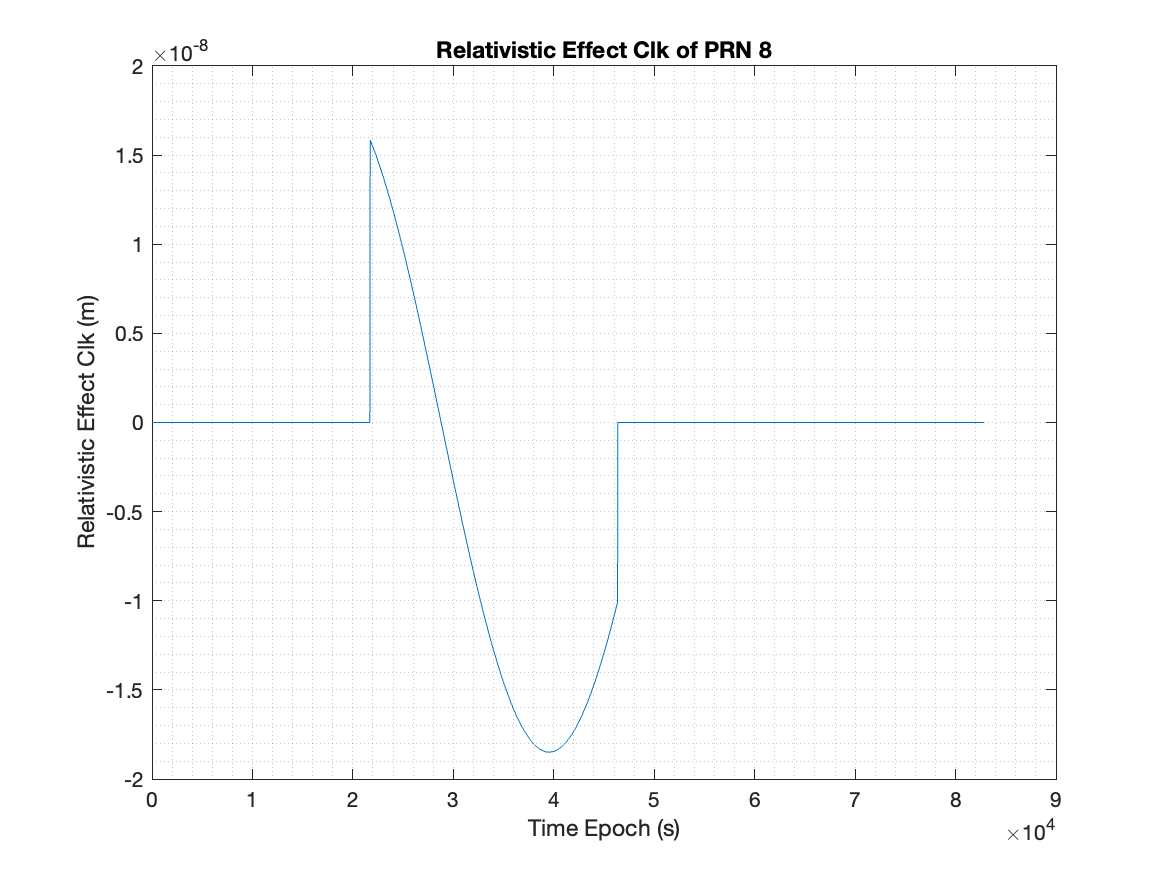 Relativistic Effect Clk of PRN 8
×10-8
2
1.5
1
0.5
0
-0.5
-1
-1.5
-2
Relativistic Effect Clk (m)
0 1 2 3 4 5 6 7 8 9
Time Epoch (s)
×104